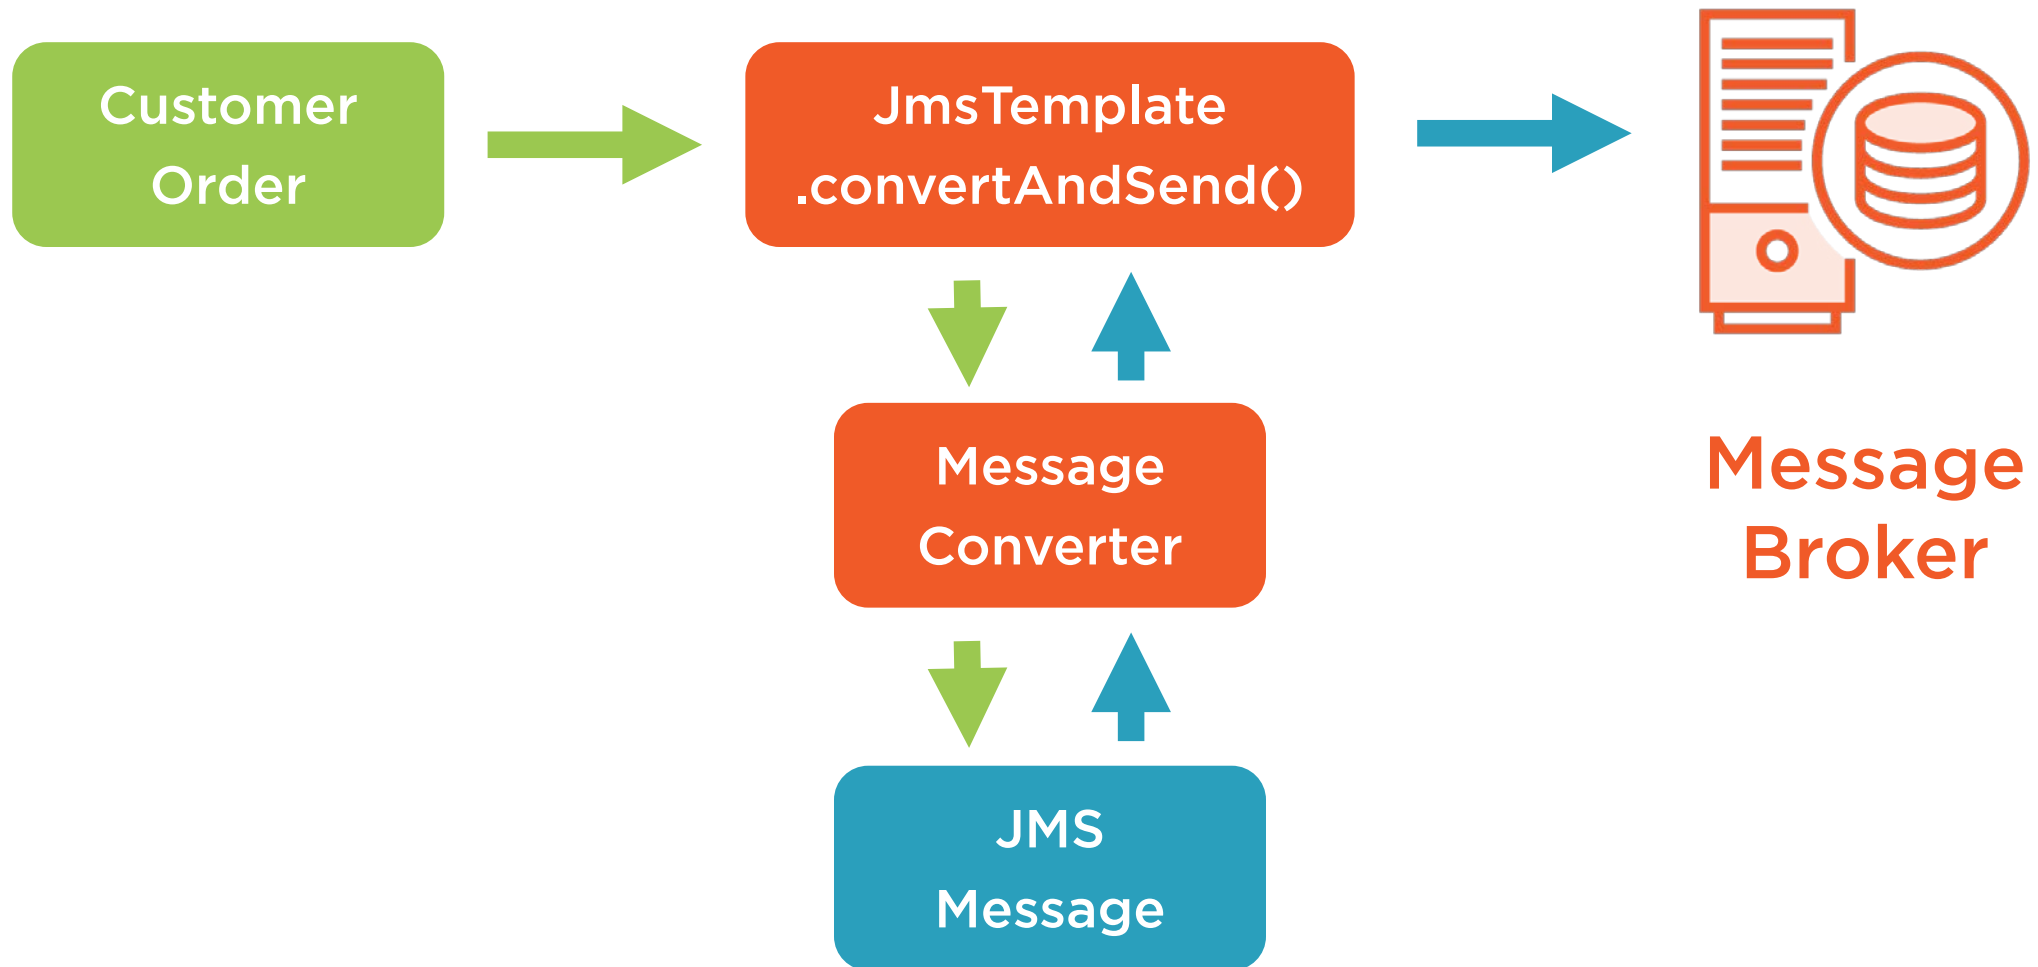 Customer
Order
JmsTemplate
.convertAndSend()
Message
Converter
JMS
Message
Message
Broker